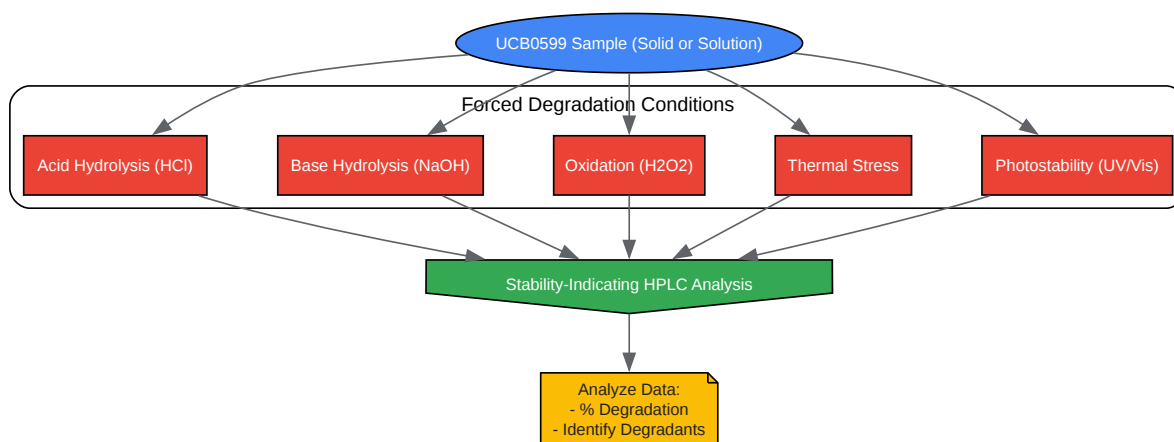 UCB0599 Sample (Solid or Solution)
Forced Degradation Conditions
Acid Hydrolysis (HCl)
Base Hydrolysis (NaOH)
Oxidation (H2O2)
Thermal Stress
Photostability (UV/Vis)
Stability-Indicating HPLC Analysis
Analyze Data:
- % Degradation
- Identify Degradants